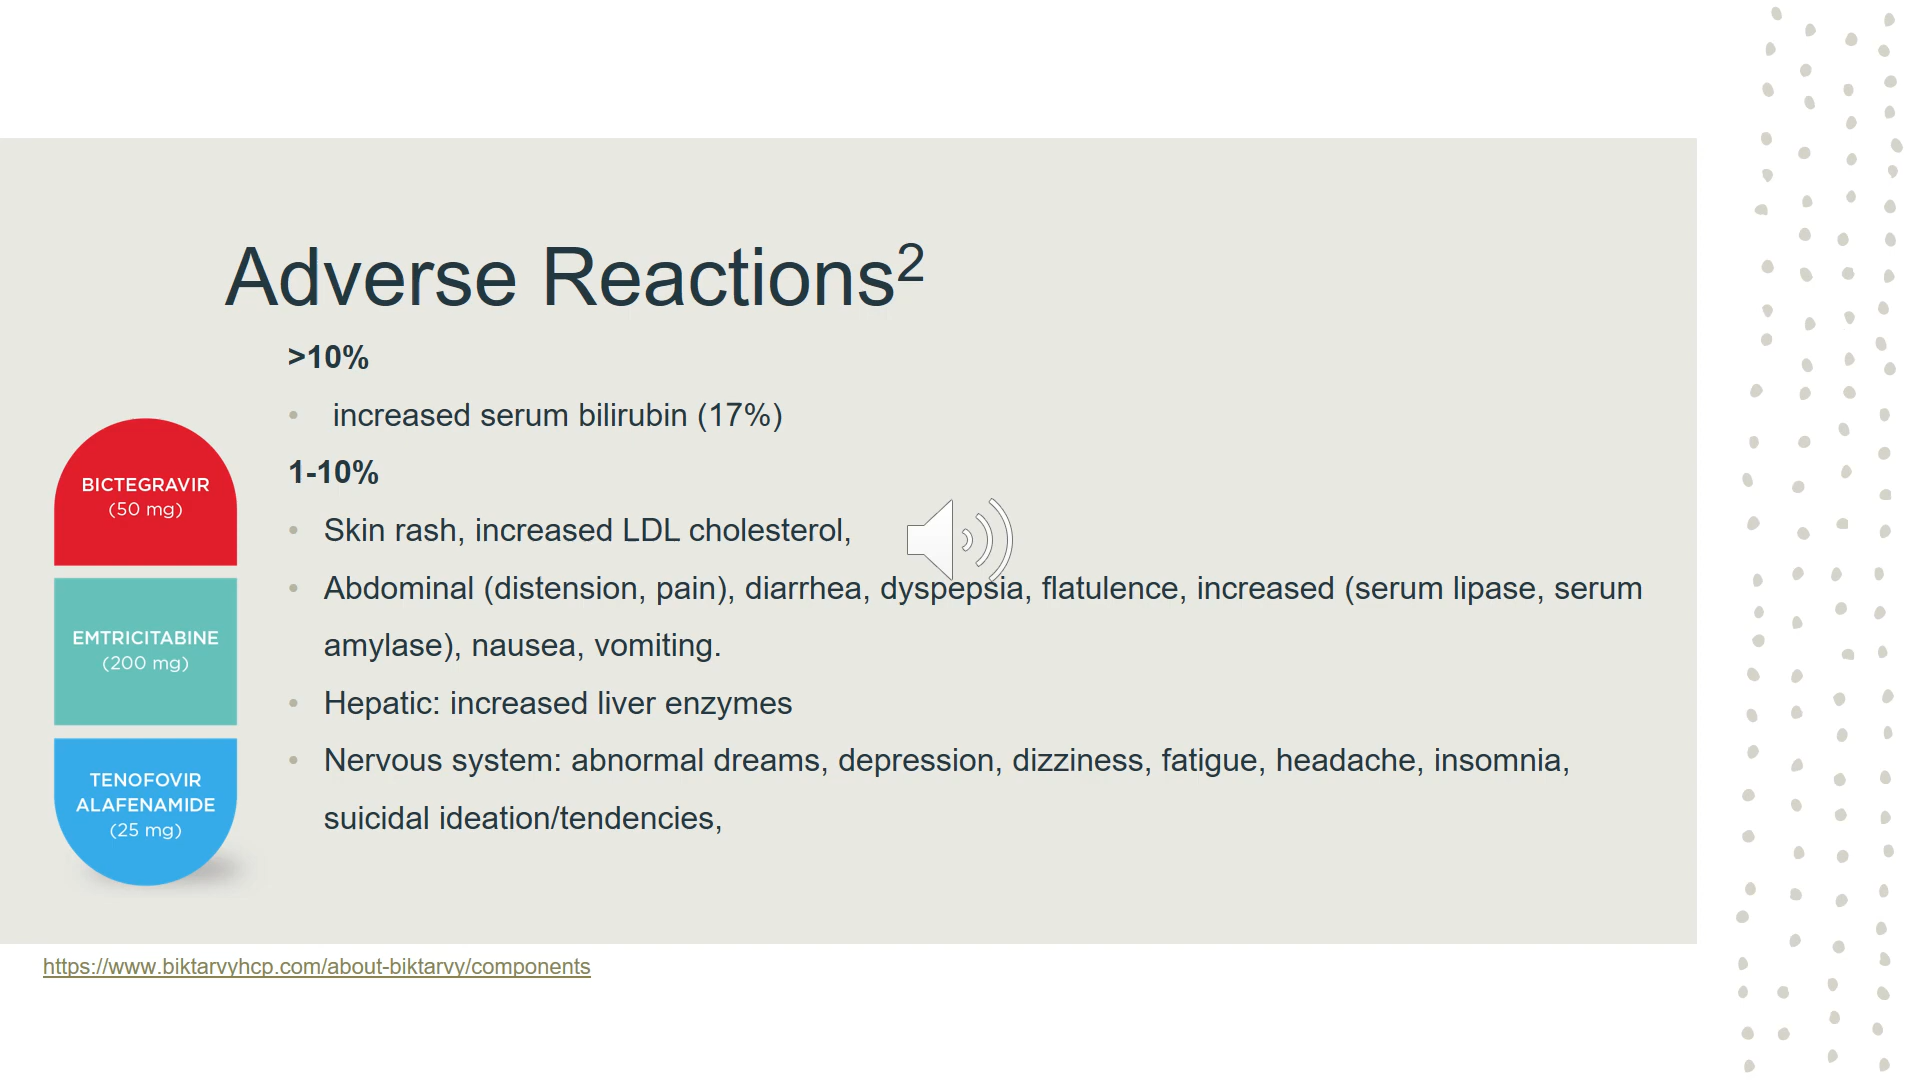 Adverse Reactions2
>10%
• increased serum bilirubin (17%)
1-10%
• Skin rash, increased LDL cholesterol,
• Abdominal (distension, pain), diarrhea, dyspepsia, flatulence, increased (serum lipase, serum
amylase), nausea, vomiting.
• Hepatic: increased liver enzymes
• Nervous system: abnormal dreams, depression, dizziness, fatigue, headache, insomnia,
suicidal ideation/tendencies,
BICTEGRAVIR
(50 mg)
EMTRICITABINE
(200 mg)
TENOFOVIR
ALAFENAMIDE
(25 mg)
https://www.biktarvyhcp.com/about-biktarvy/components